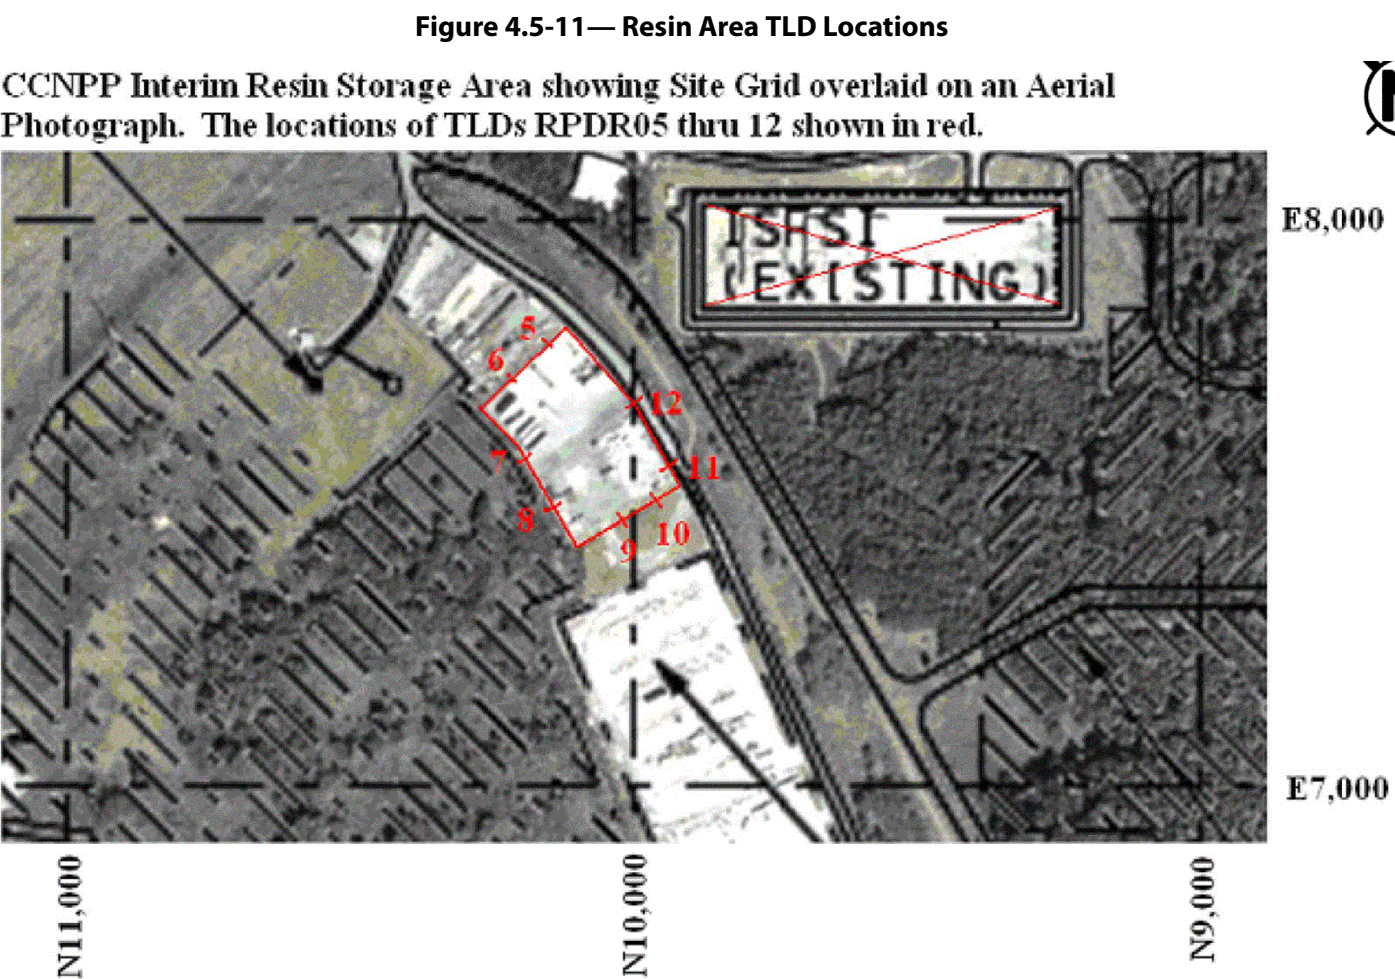 Figure 4.5-11— Resin Area TLD Locations
CCNPP Interim Resin Storage Area showing Site Grid overlaid on an Aerial
Photograph. The locations of TLDs RPDR05 thru 12 shown in red.
E8,000
ISFSI
(EXISTING)
5
6
12
7
11
8
10
9
E7,000
N11,000
N10,000
N9,000